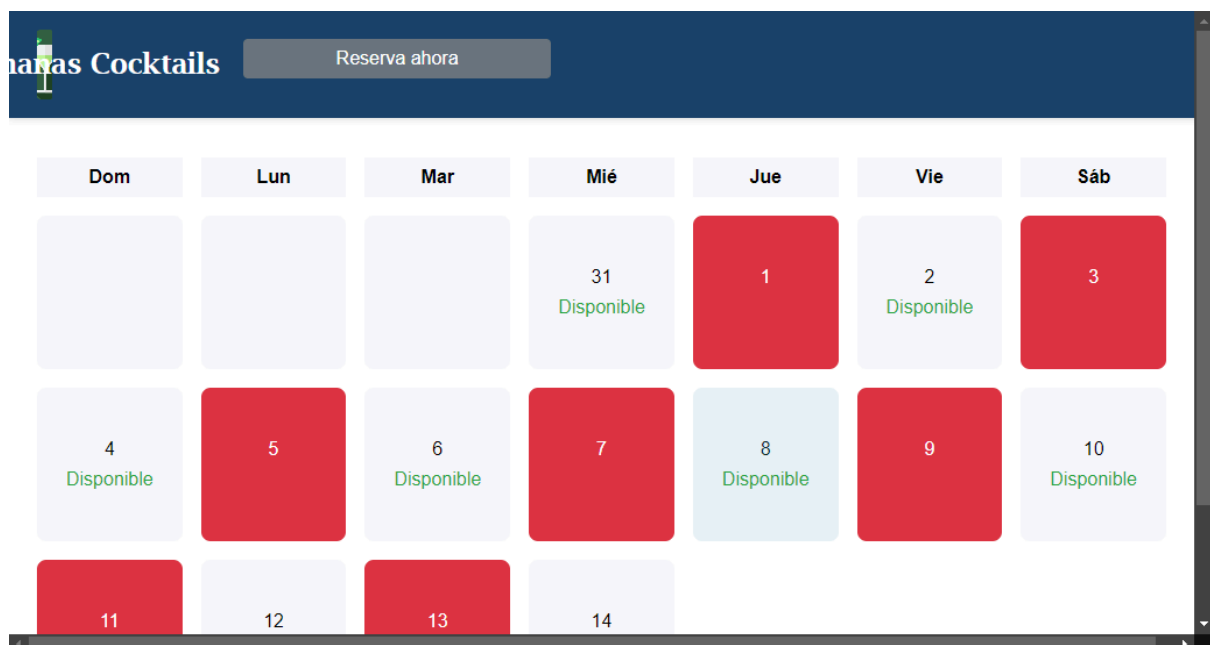 Cocktails
Reserva ahora
Dom Lun Mar Mié Jue Vie Sáb
31 1 2 3
Disponible Disponible
4 5 6 7 8 9 10
Disponible Disponible Disponible Disponible
11 12 13 14